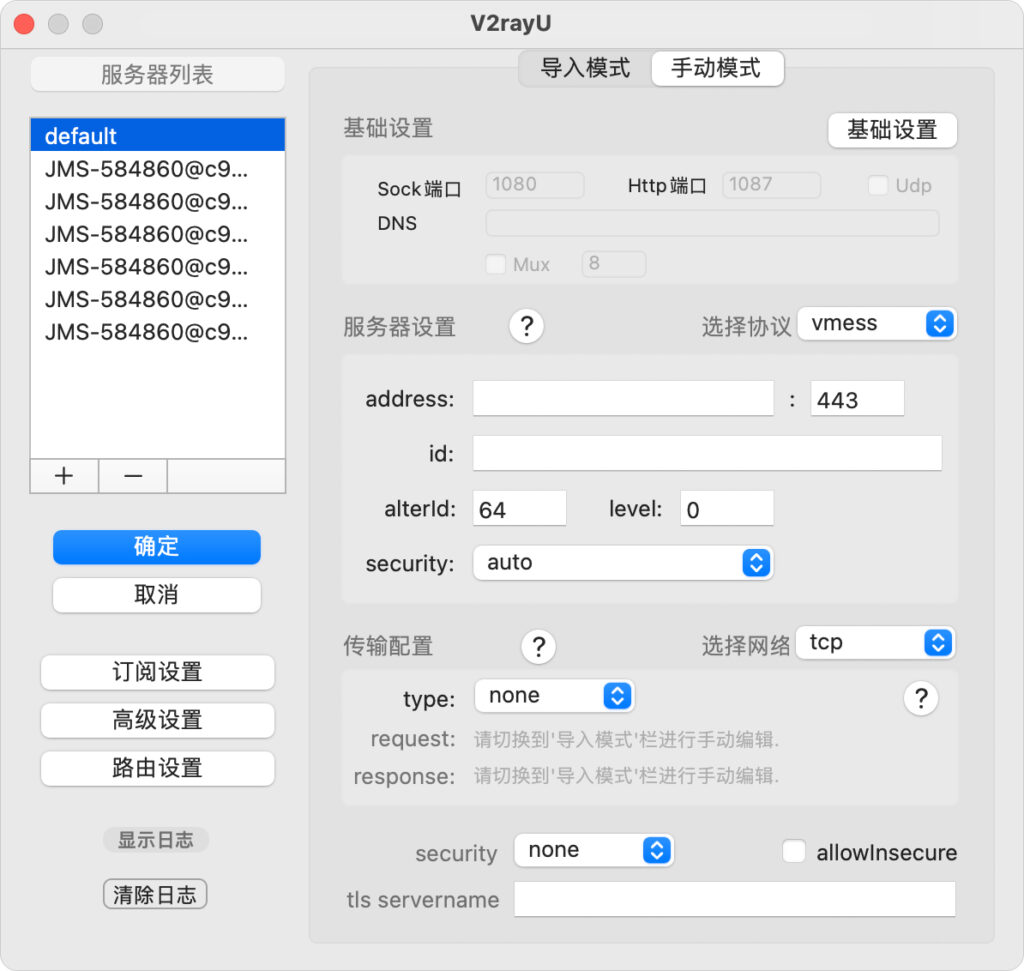 V2rayU
服务器列表
default
JMS-584860@c9...
JMS-584860@c9...
JMS-584860@c9...
JMS-584860@c9...
JMS-584860@c9...
JMS-584860@c9...
+ −
确定
取消
订阅设置
高级设置
路由设置
显示日志
清除日志
导入模式 手动模式
基础设置 基础设置
Sock端口 1080 Http端口 1087 Udp
DNS
Mux 8
服务器设置 ? 选择协议 vmess
address: : 443
id:
alterId: 64 level: 0
security: auto
传输配置 ? 选择网络 tcp
type: none ?
request: 请切换到'导入模式'栏进行手动编辑.
response: 请切换到'导入模式'栏进行手动编辑.
security none allowInsecure
tls servername